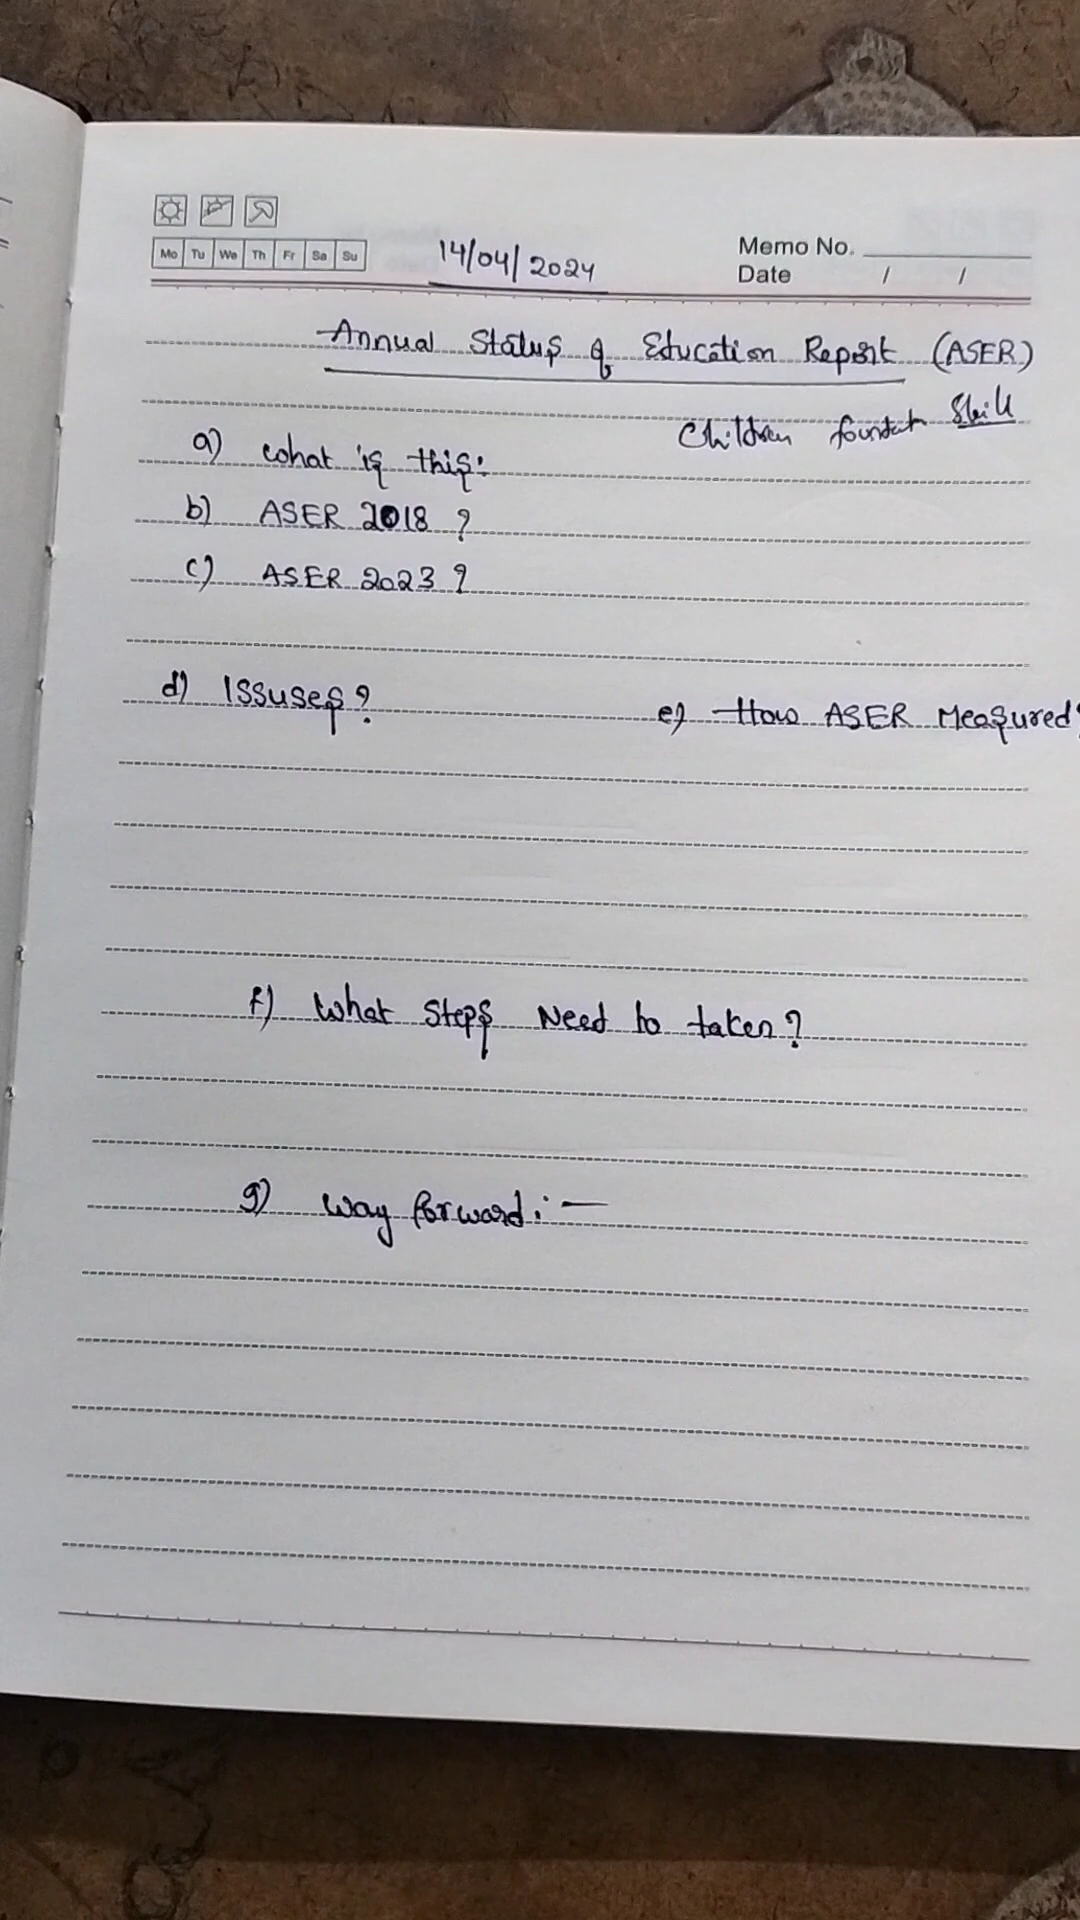 Mo Tu We Th Fr Sa Su
14/04/2024
Memo No.
Date / /
Annual Status of Education Report (ASER)
Children foundat Skill
a) What is this:
b) ASER 2018 ?
c) ASER 2023 ?
d) Issuses ?
e) How ASER Measured?
f) What Steps Need to taken?
g) Way forward : —